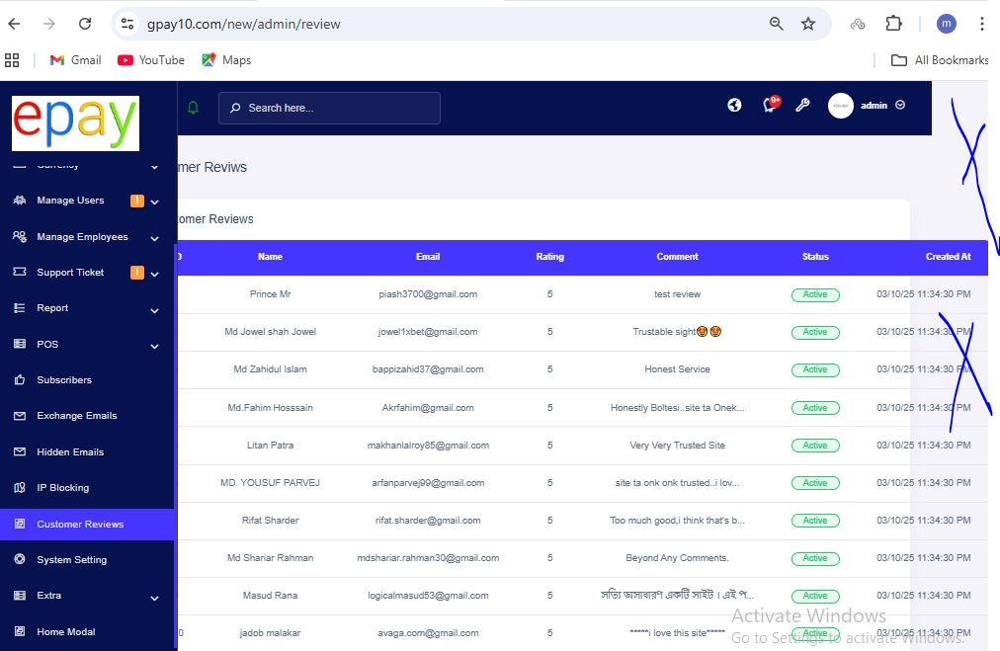 gpay10.com/new/admin/review
Gmail YouTube Maps All Bookmarks
m
epay
Search here...
9+
admin
Currency
mer Reviws
Manage Users !
tomer Reviews
Manage Employees
Name Email Rating Comment Status Created At
Support Ticket !
Prince Mr piash3700@gmail.com 5 test review Active 03/10/25 11:34:30 PM
Report
Md Jowel shah Jowel jowel1xbet@gmail.com 5 Trustable sight🤩🤩 Active 03/10/25 11:34:30 PM
POS
Md Zahidul Islam bappizahid37@gmail.com 5 Honest Service Active 03/10/25 11:34:30 PM
Subscribers
Md.Fahim Hosssain Akrfahim@gmail.com 5 Honestly Boltesi..site ta Onek... Active 03/10/25 11:34:30 PM
Exchange Emails
Litan Patra makhanlalroy85@gmail.com 5 Very Very Trusted Site Active 03/10/25 11:34:30 PM
Hidden Emails
MD. YOUSUF PARVEJ arfanparvej99@gmail.com 5 site ta onk onk trusted..i lov... Active 03/10/25 11:34:30 PM
IP Blocking
Rifat Sharder rifat.sharder@gmail.com 5 Too much good,i think that's b... Active 03/10/25 11:34:30 PM
Customer Reviews
Md Shariar Rahman mdshariar.rahman30@gmail.com 5 Beyond Any Comments. Active 03/10/25 11:34:30 PM
System Setting
Masud Rana logicalmasud53@gmail.com 5 সত্যি অসাধারণ একটি সাইট । এই প... Active 03/10/25 11:34:30 PM
Extra
0 jadob malakar avaga.com@gmail.com 5 *****i love this site***** Active 03/10/25 11:34:30 PM
Home Modal
Activate Windows
Go to Settings to activate Windows.